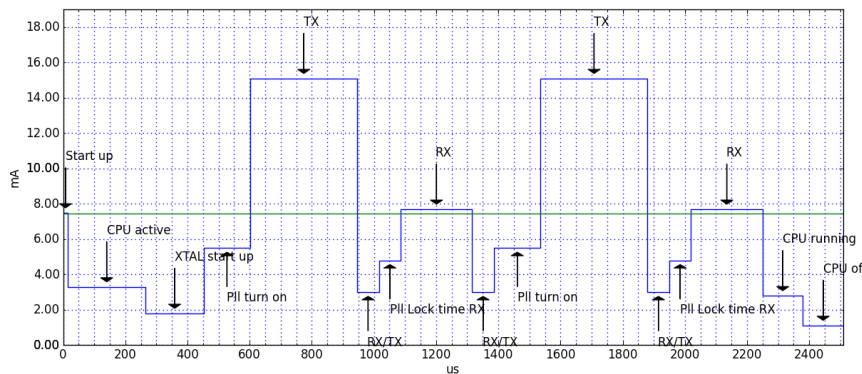 18.00
16.00
14.00
12.00
10.00
8.00
6.00
4.00
2.00
0.00
mA
Start up
CPU active
XTAL start up
Pll turn on
TX
RX/TX
Pll Lock time RX
RX
RX/TX
Pll turn on
TX
RX/TX
Pll Lock time RX
RX
CPU running
CPU of
0 200 400 600 800 1000 1200 1400 1600 1800 2000 2200 2400
us